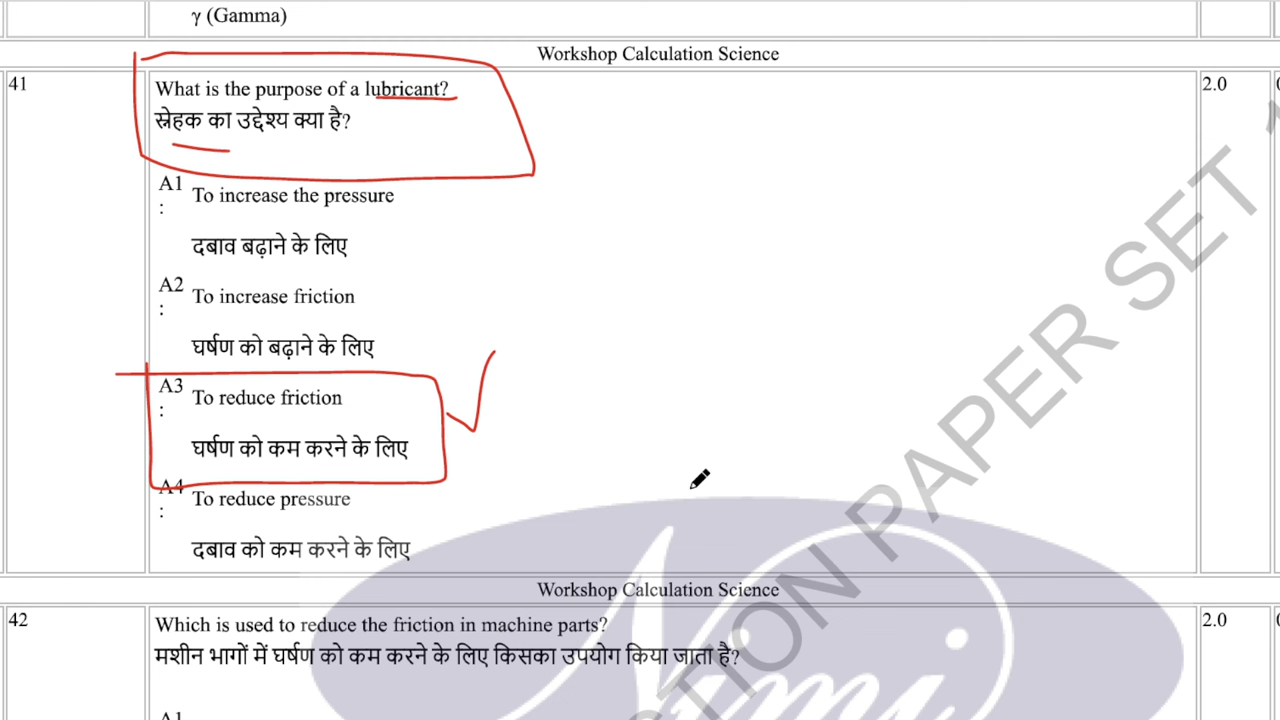 γ (Gamma)
Workshop Calculation Science
41
What is the purpose of a lubricant?
2.0
स्नेहक का उद्देश्य क्या है?
A1
:
To increase the pressure
दबाव बढ़ाने के लिए
A2
:
To increase friction
घर्षण को बढ़ाने के लिए
A3
:
To reduce friction
घर्षण को कम करने के लिए
A4
:
To reduce pressure
दबाव को कम करने के लिए
Workshop Calculation Science
42
Which is used to reduce the friction in machine parts?
2.0
मशीन भागों में घर्षण को कम करने के लिए किसका उपयोग किया जाता है?
A1
PAPER SET
Nimi